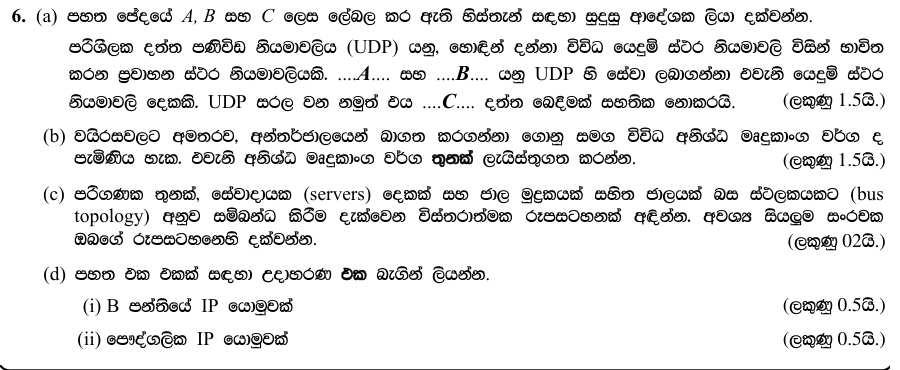 6. (a) පහත ඡේදයේ A, B සහ C ලෙස ලේබල කර ඇති හිස්තැන් සඳහා සුදුසු ආදේශක ලියා දක්වන්න.
පරිශීලක දත්ත පණිවිඩ නියමාවලිය (UDP) යනු, හොඳින් දන්නා විවිධ යෙදුම් ස්ථර නියමාවලි විසින් භාවිත
කරන ප්‍රවාහන ස්ථර නියමාවලියකි. ....A.... සහ ....B.... යනු UDP හි සේවා ලබාගන්නා එවැනි යෙදුම් ස්ථර
නියමාවලි දෙකකි. UDP සරල වන නමුත් එය ....C.... දත්ත බෙදීමක් සහතික නොකරයි. (ලකුණු 1.5යි.)
(b) වයිරසවලට අමතරව, අන්තර්ජාලයෙන් බාගත කරගන්නා ගොනු සමග විවිධ අනිශ්ඨ මෘදුකාංග වර්ග ද
පැමිණිය හැක. එවැනි අනිශ්ඨ මෘදුකාංග වර්ග තුනක් ලැයිස්තුගත කරන්න. (ලකුණු 1.5යි.)
(c) පරිගණක තුනක්, සේවාදායක (servers) දෙකක් සහ ජාල මුද්‍රකයක් සහිත ජාලයක් බස ස්ථලකයකට (bus
topology) අනුව සම්බන්ධ කිරීම දැක්වෙන විස්තරාත්මක රූපසටහනක් අඳින්න. අවශ්‍ය සියලුම සංරචක
ඔබගේ රූපසටහනෙහි දක්වන්න. (ලකුණු 02යි.)
(d) පහත එක එකක් සඳහා උදාහරණ එක බැගින් ලියන්න.
(i) B පන්තියේ IP යොමුවක් (ලකුණු 0.5යි.)
(ii) පෞද්ගලික IP යොමුවක් (ලකුණු 0.5යි.)